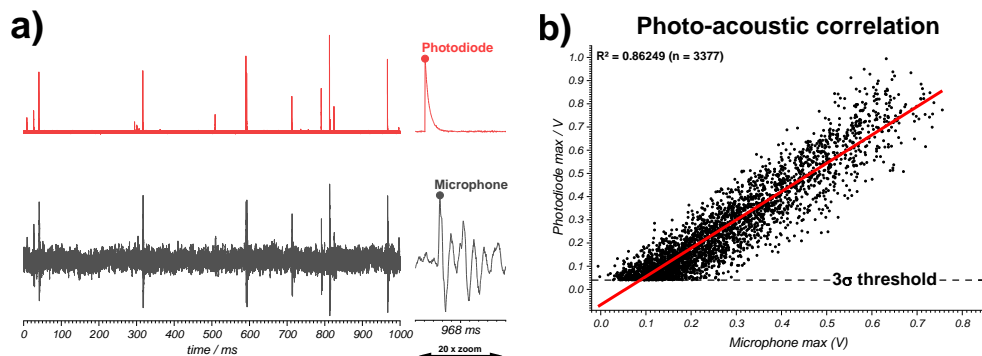 a)
Photodiode
Microphone
0 100 200 300 400 500 600 700 800 900 1000
time / ms
968 ms
20 x zoom
b)
Photo-acoustic correlation
R² = 0.86249 (n = 3377)
1.0
0.9
0.8
0.7
0.6
0.5
0.4
0.3
0.2
0.1
0.0
Photodiode max / V
3σ threshold
0.0 0.1 0.2 0.3 0.4 0.5 0.6 0.7 0.8
Microphone max (V)